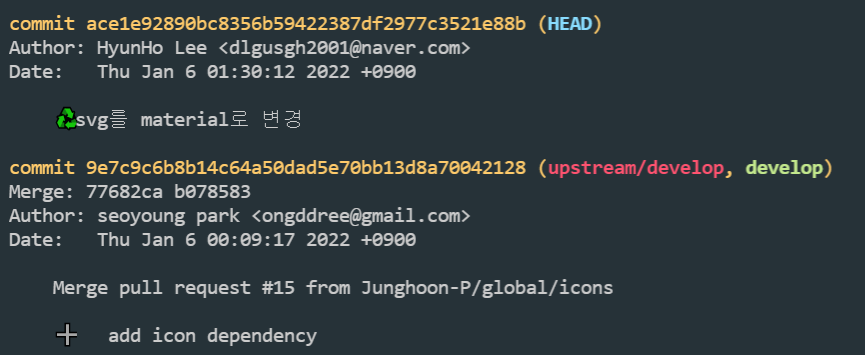 commit ace1e92890bc8356b59422387df2977c3521e88b (HEAD)
Author: HyunHo Lee <dlgusgh2001@naver.com>
Date:   Thu Jan 6 01:30:12 2022 +0900
♻svg를 material로 변경
commit 9e7c9c6b8b14c64a50dad5e70bb13d8a70042128 (upstream/develop, develop)
Merge: 77682ca b078583
Author: seoyoung park <ongddree@gmail.com>
Date:   Thu Jan 6 00:09:17 2022 +0900
Merge pull request #15 from Junghoon-P/global/icons
➕ add icon dependency